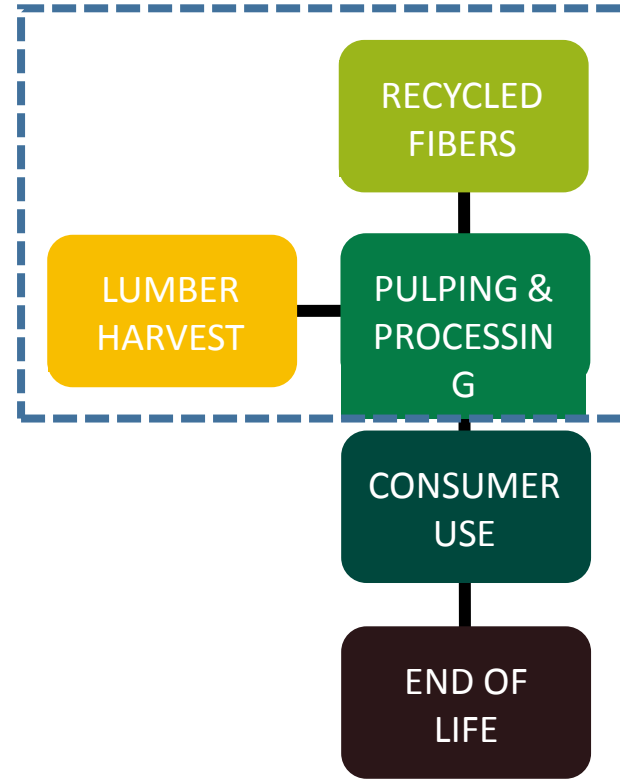 RECYCLED
FIBERS
LUMBER
HARVEST
PULPING &
PROCESSIN
G
CONSUMER
USE
END OF
LIFE